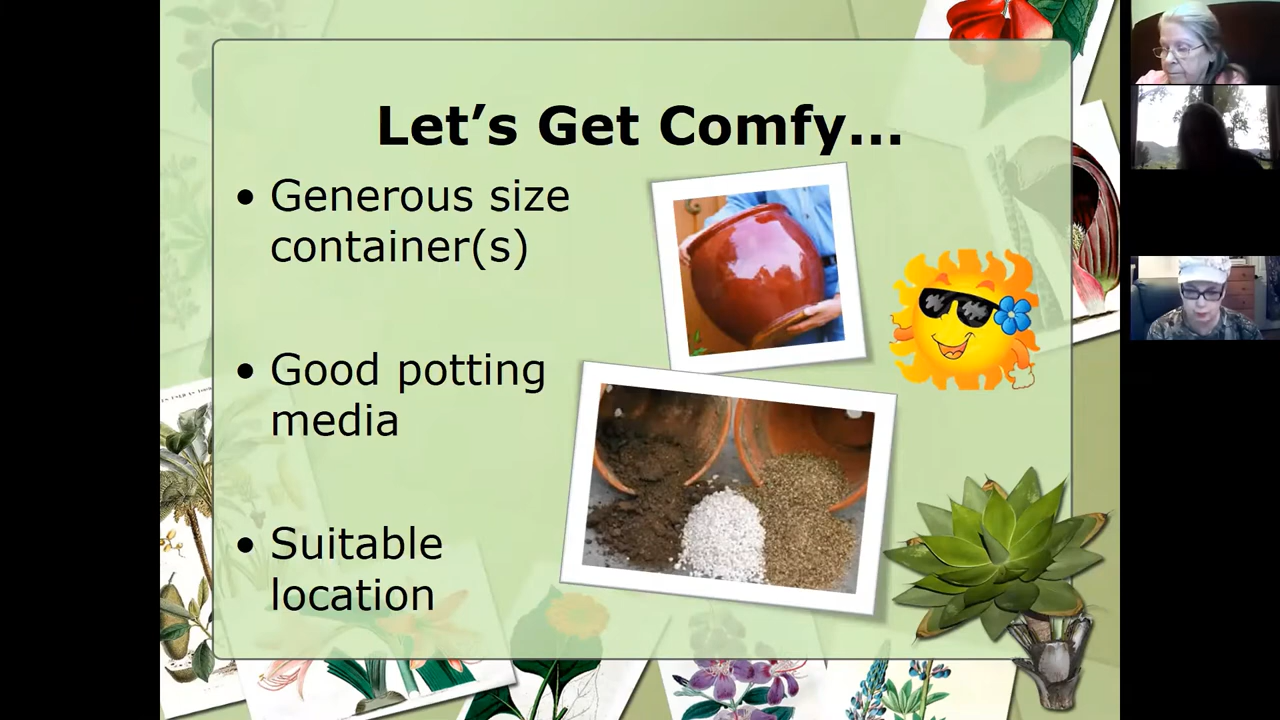 Let's Get Comfy...
• Generous size
container(s)
• Good potting
media
• Suitable
location